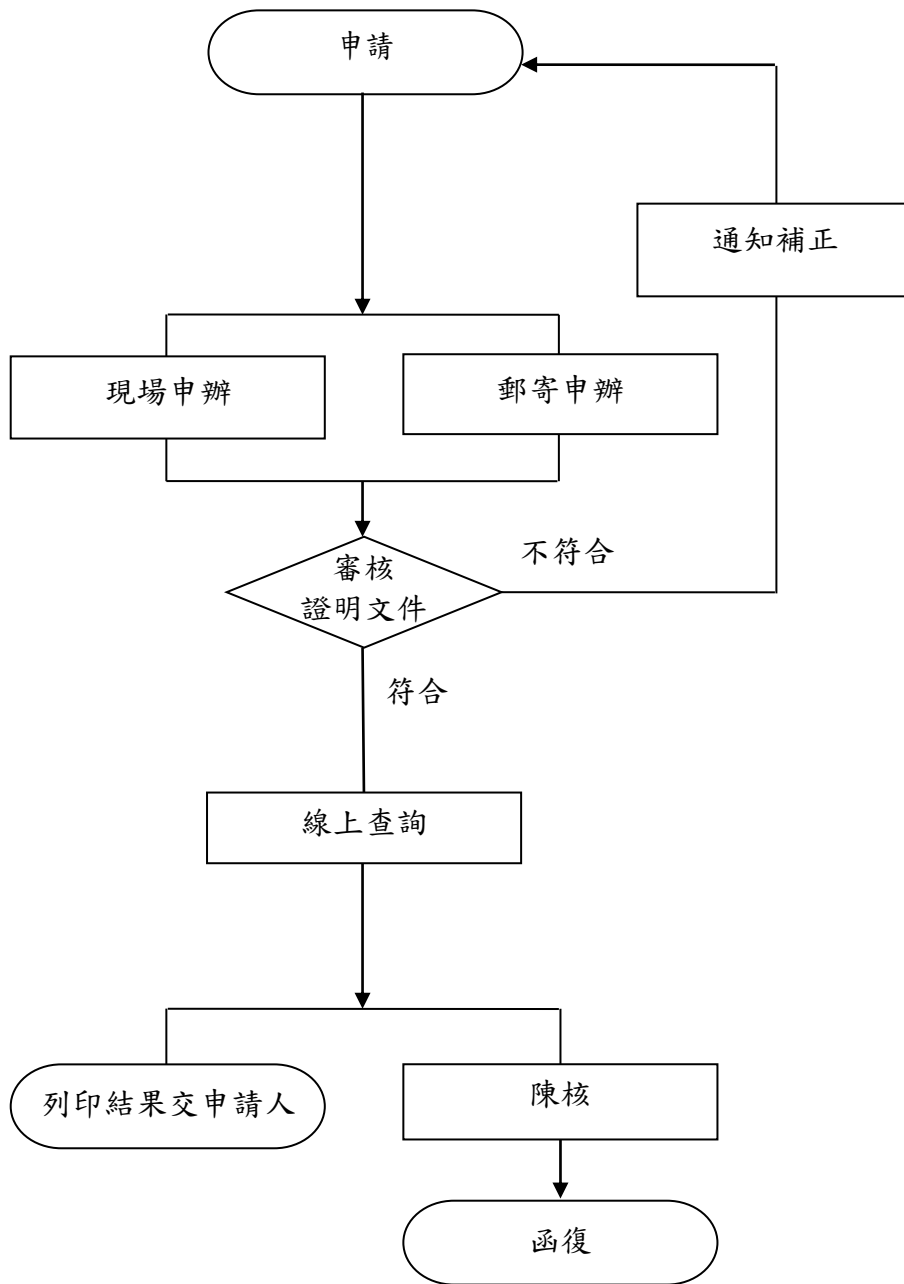 申請
通知補正
現場申辦
郵寄申辦
不符合
審核
證明文件
符合
線上查詢
列印結果交申請人
陳核
函復